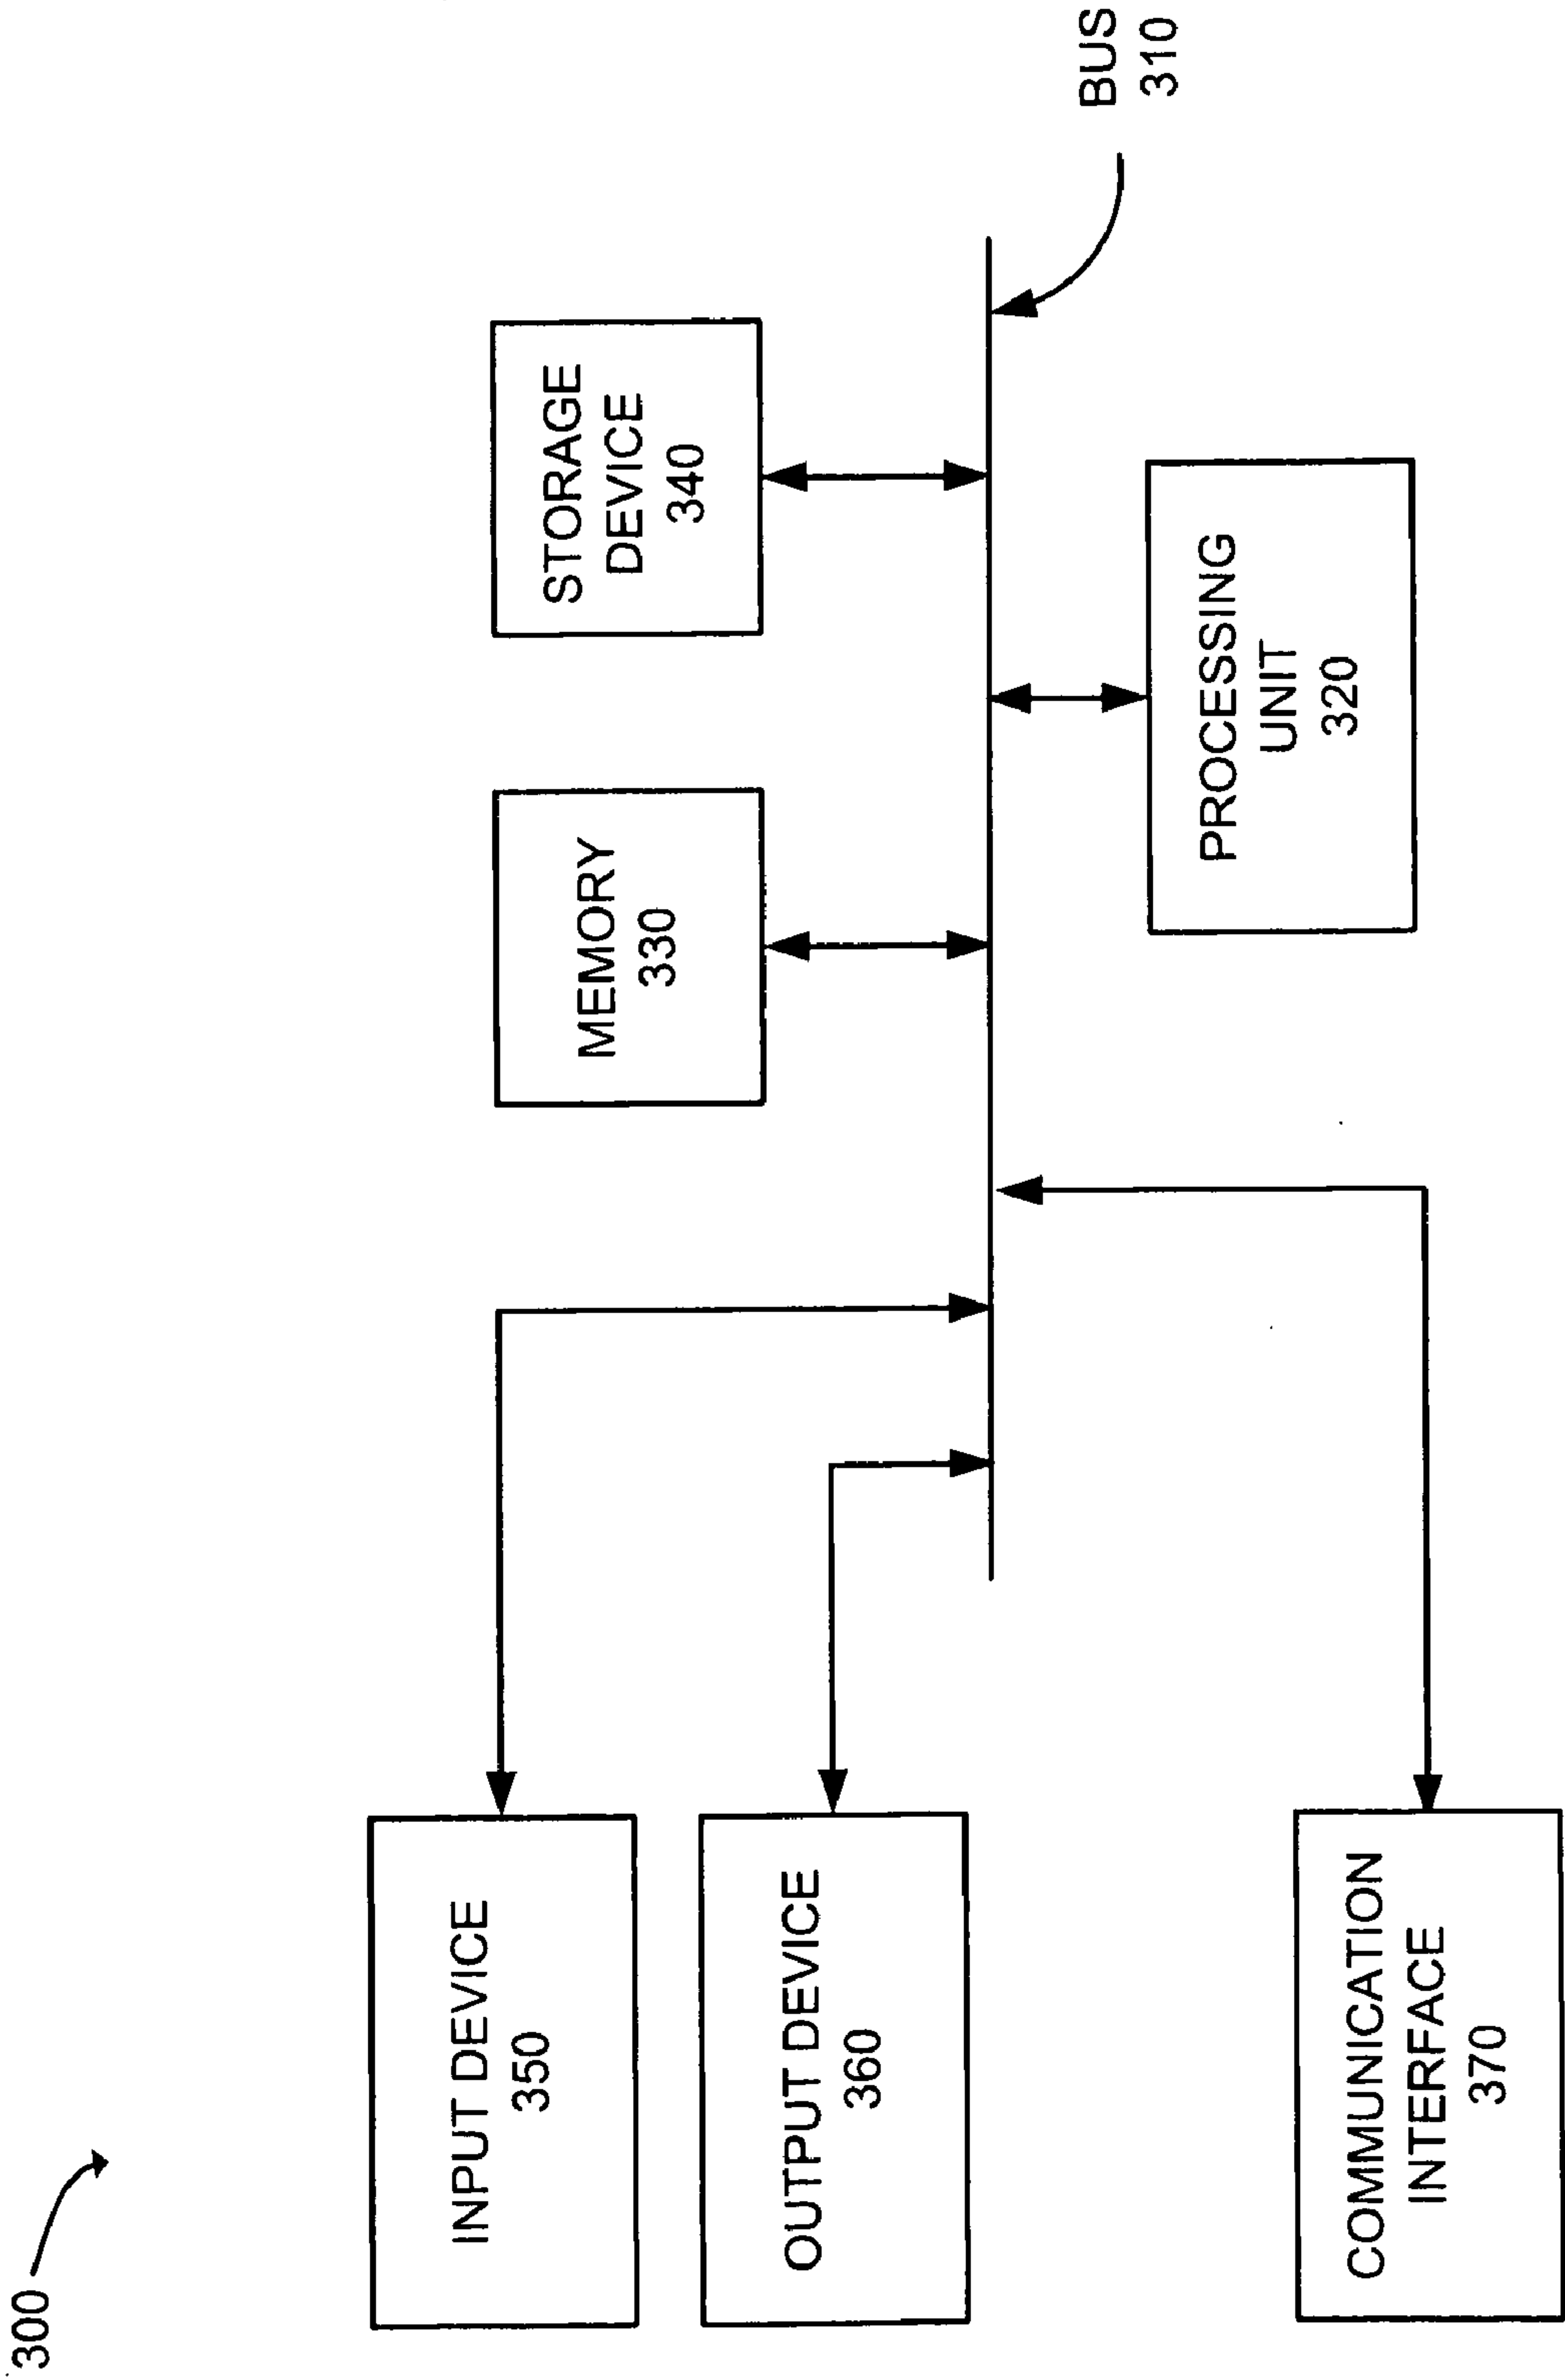 300
INPUT DEVICE
350
OUTPUT DEVICE
360
COMMUNICATION
INTERFACE
370
MEMORY
330
STORAGE
DEVICE
340
PROCESSING
UNIT
320
BUS
310